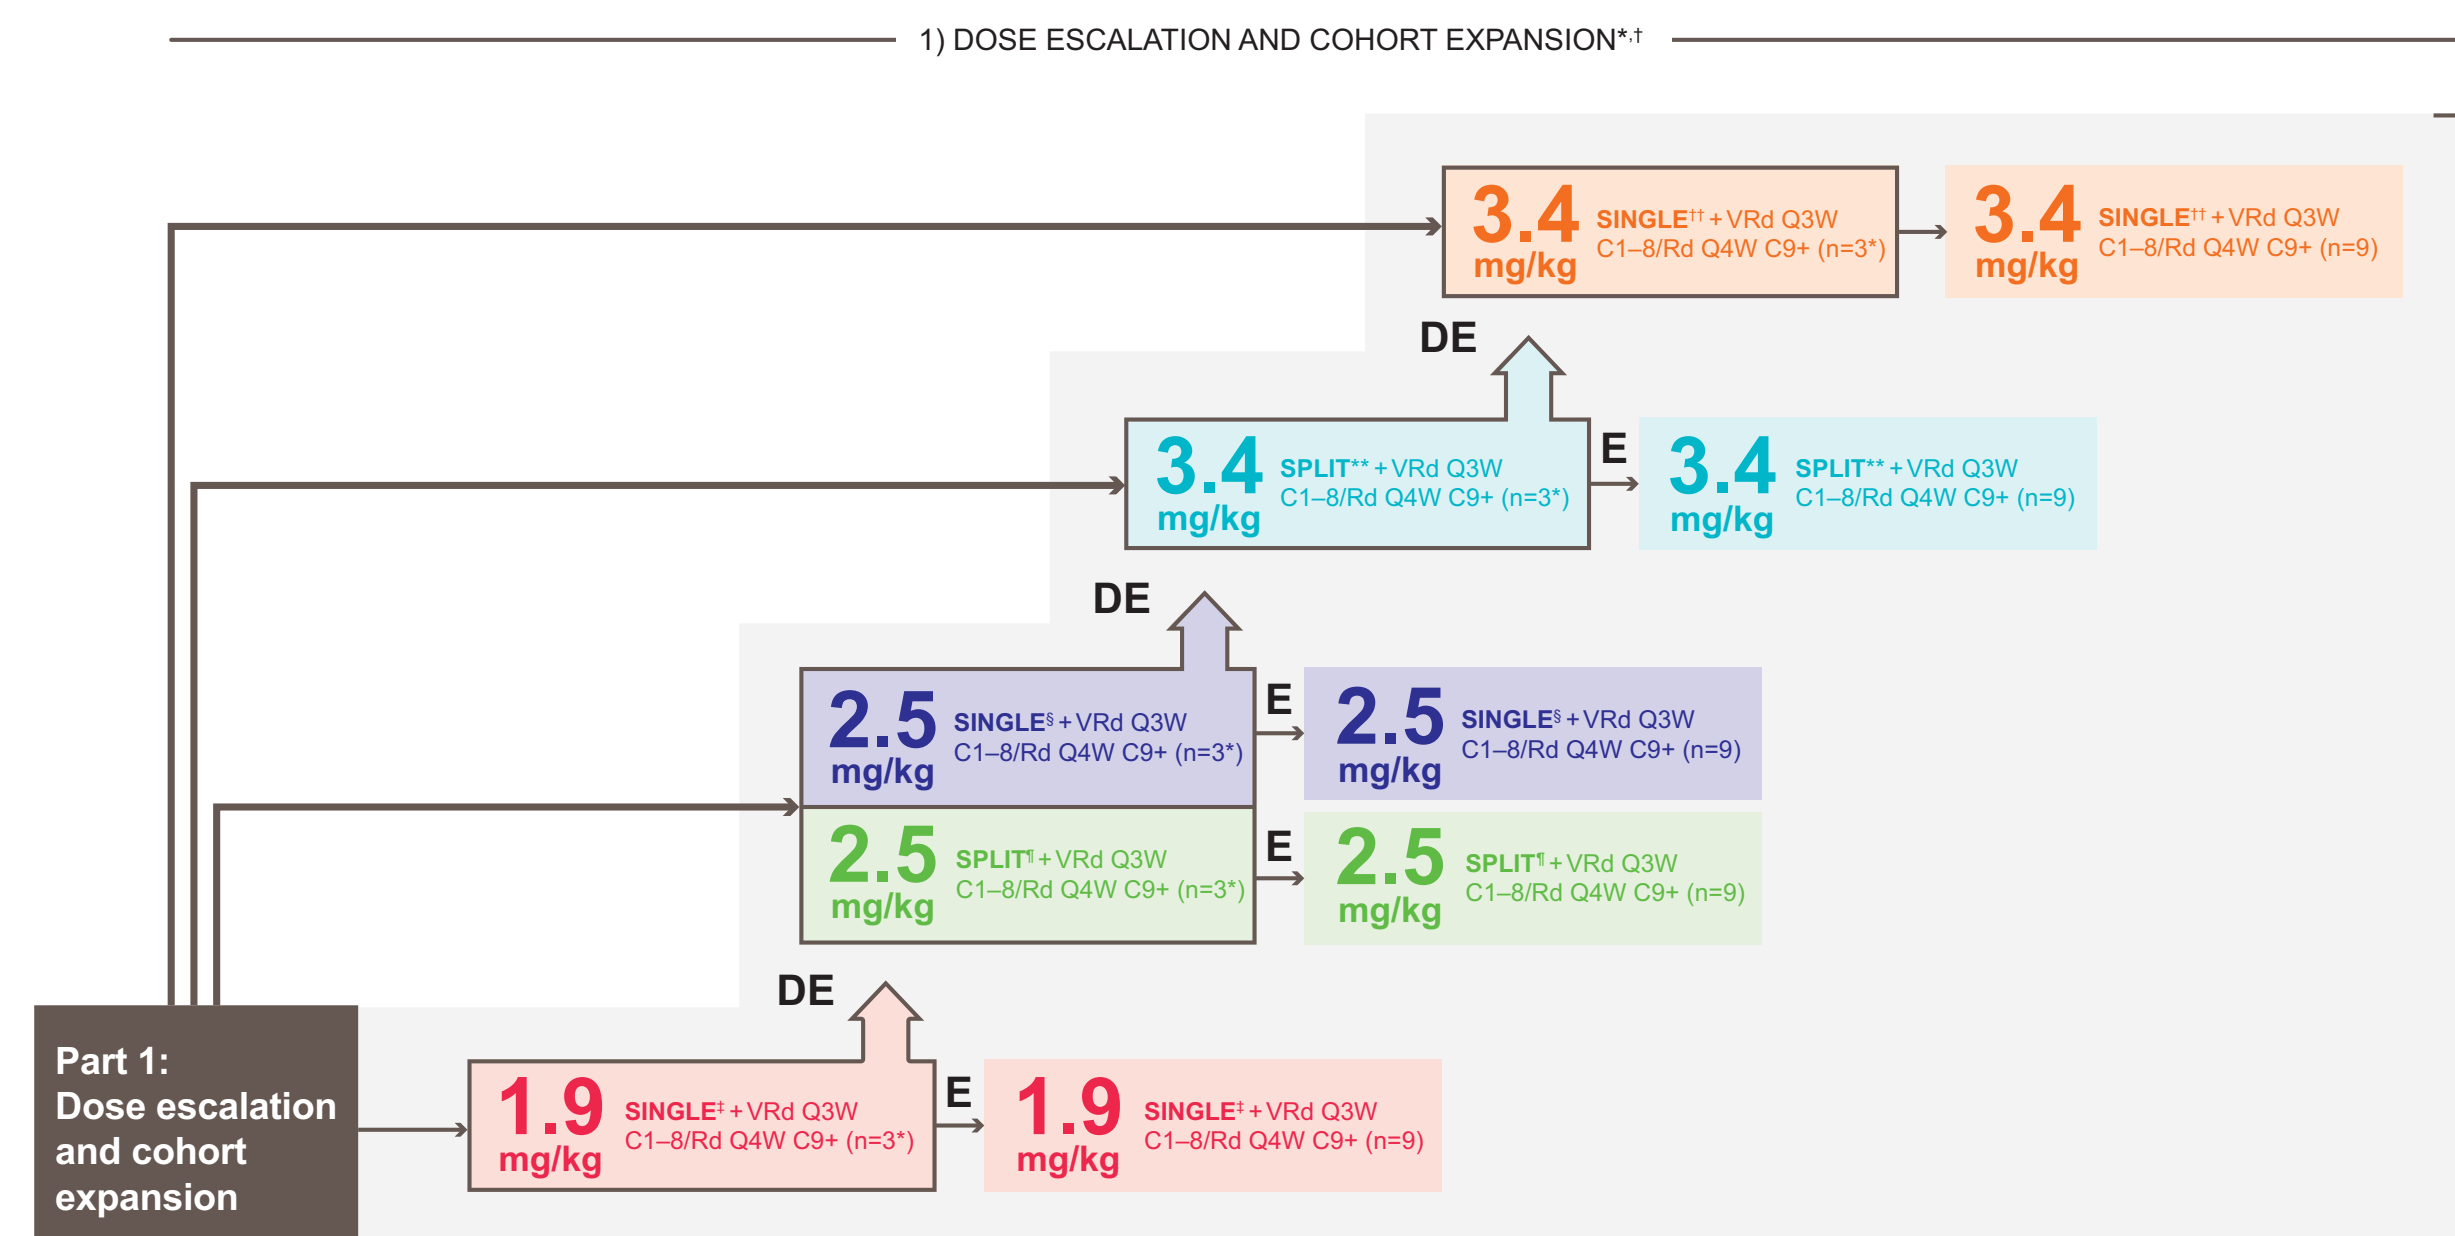 1) DOSE ESCALATION AND COHORT EXPANSION*,†
3.4
mg/kg
SINGLE†† + VRd Q3W
C1–8/Rd Q4W C9+ (n=3*)
3.4
mg/kg
SINGLE†† + VRd Q3W
C1–8/Rd Q4W C9+ (n=9)
DE
3.4
mg/kg
SPLIT** + VRd Q3W
C1–8/Rd Q4W C9+ (n=3*)
E
3.4
mg/kg
SPLIT** + VRd Q3W
C1–8/Rd Q4W C9+ (n=9)
DE
2.5
mg/kg
SINGLE§ + VRd Q3W
C1–8/Rd Q4W C9+ (n=3*)
E
2.5
mg/kg
SINGLE§ + VRd Q3W
C1–8/Rd Q4W C9+ (n=9)
2.5
mg/kg
SPLIT¶ + VRd Q3W
C1–8/Rd Q4W C9+ (n=3*)
E
2.5
mg/kg
SPLIT¶ + VRd Q3W
C1–8/Rd Q4W C9+ (n=9)
DE
Part 1:
Dose escalation
and cohort
expansion
1.9
mg/kg
SINGLE‡ + VRd Q3W
C1–8/Rd Q4W C9+ (n=3*)
E
1.9
mg/kg
SINGLE‡ + VRd Q3W
C1–8/Rd Q4W C9+ (n=9)